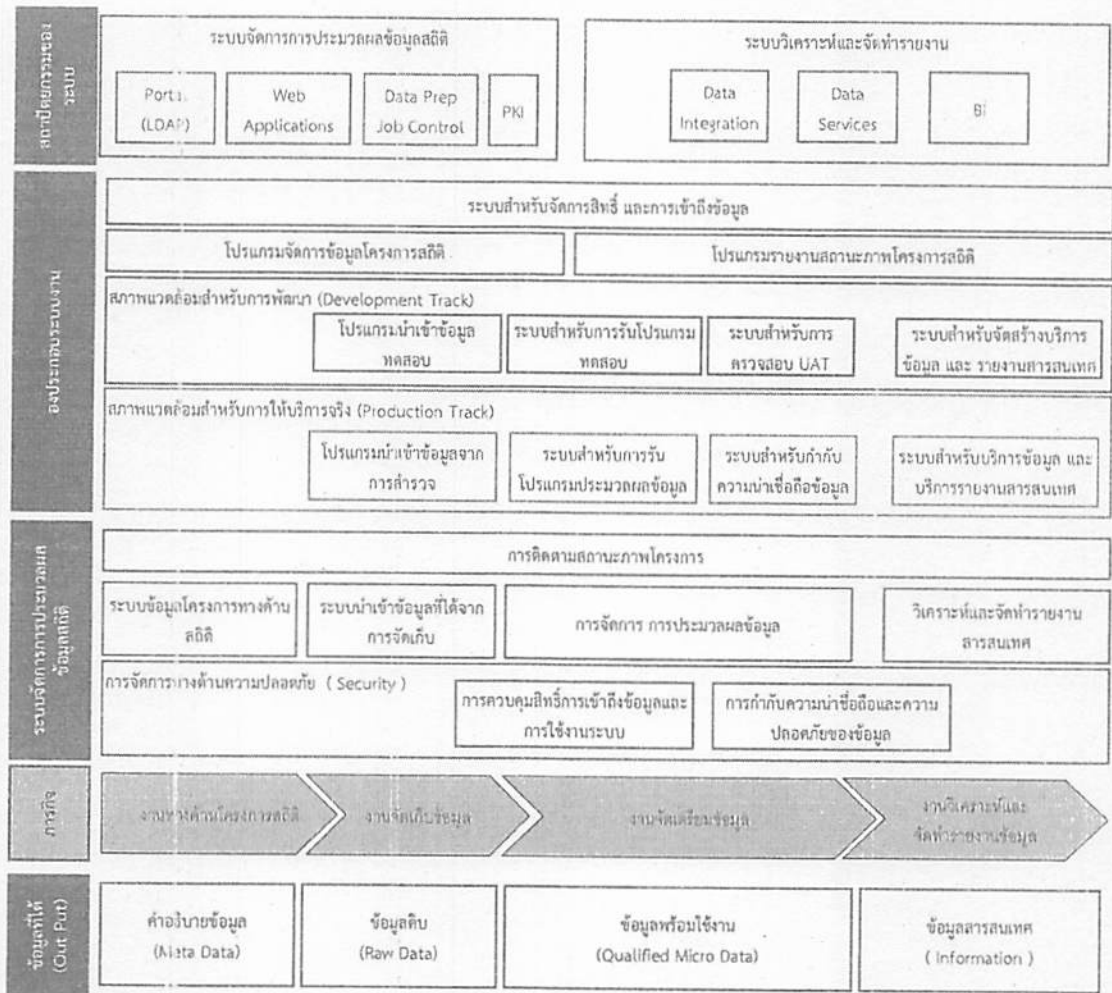 สถาปัตยกรรมของ
ระบบ
ระบบจัดการการประมวลผลข้อมูลสถิติ
Portal
(LDAP)
Web
Applications
Data Prep
Job Control
PKI
ระบบวิเคราะห์และจัดทำรายงาน
Data
Integration
Data
Services
BI
องประกอบระบบงาน
ระบบสำหรับจัดการสิทธิ์ และการเข้าถึงข้อมูล
โปรแกรมจัดการข้อมูลโครงการสถิติ
โปรแกรมรายงานสถานะภาพโครงการสถิติ
สภาพแวดล้อมสำหรับการพัฒนา (Development Track)
โปรแกรมนำเข้าข้อมูล
ทดสอบ
ระบบสำหรับการรันโปรแกรม
ทดสอบ
ระบบสำหรับการ
ตรวจสอบ UAT
ระบบสำหรับจัดสร้างบริการ
ข้อมูล และ รายงานสารสนเทศ
สภาพแวดล้อมสำหรับการให้บริการจริง (Production Track)
โปรแกรมนำเข้าข้อมูลจาก
การสำรวจ
ระบบสำหรับการรัน
โปรแกรมประมวลผลข้อมูล
ระบบสำหรับกำกับ
ความน่าเชื่อถือข้อมูล
ระบบสำหรับบริการข้อมูล และ
บริการรายงานสารสนเทศ
ระบบจัดการการประมวลผล
ข้อมูลสถิติ
การติดตามสถานะภาพโครงการ
ระบบข้อมูลโครงการทางด้าน
สถิติ
ระบบนำเข้าข้อมูลที่ได้จาก
การจัดเก็บ
การจัดการ การประมวลผลข้อมูล
วิเคราะห์และจัดทำรายงาน
สารสนเทศ
การจัดการทางด้านความปลอดภัย ( Security )
การควบคุมสิทธิ์การเข้าถึงข้อมูลและ
การใช้งานระบบ
การกำกับความน่าเชื่อถือและความ
ปลอดภัยของข้อมูล
ภารกิจ
งานทางด้านโครงการสถิติ
งานจัดเก็บข้อมูล
งานจัดเตรียมข้อมูล
งานวิเคราะห์และ
จัดทำรายงานข้อมูล
ข้อมูลที่ได้
(Out Put)
คำอธิบายข้อมูล
(Meta Data)
ข้อมูลดิบ
(Raw Data)
ข้อมูลพร้อมใช้งาน
(Qualified Micro Data)
ข้อมูลสารสนเทศ
( Information )